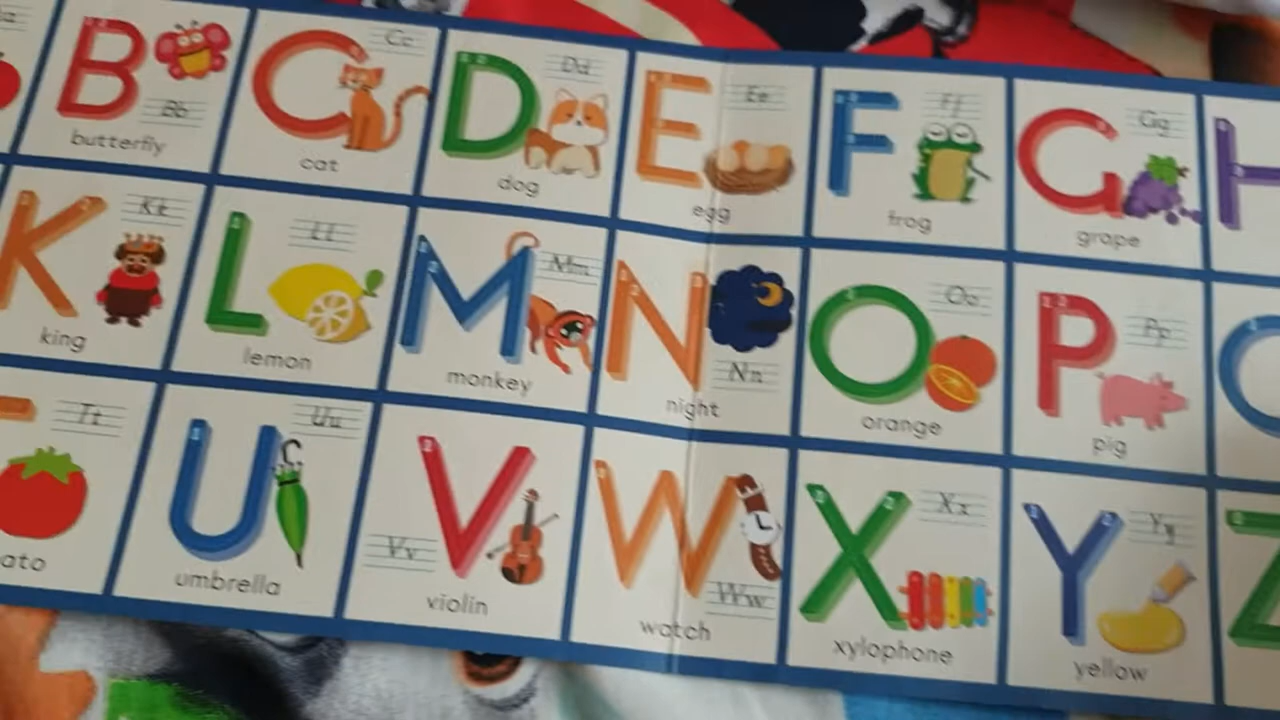 B Bb butterfly
C Cc cat
D Dd dog
E Ee egg
F Ff frog
G Gg grape
H
K Kk king
L Ll lemon
M Mm monkey
N Nn night
O Oo orange
P Pp pig
Tt ato
U Uu umbrella
V Vv violin
W Ww watch
X Xx xylophone
Y Yy yellow
Z